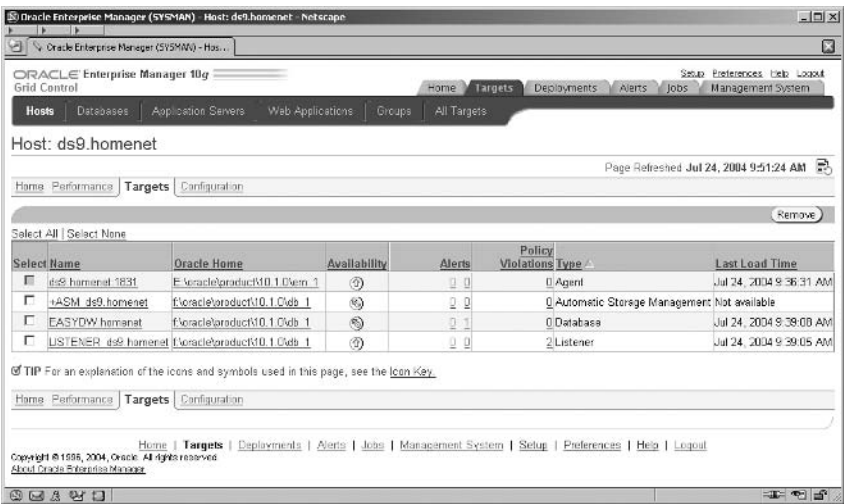 Oracle Enterprise Manager (SYSMAN) - Host: ds9.homenet - Netscape
Oracle Enterprise Manager (SYSMAN) - Hos...
ORACLE Enterprise Manager 10g
Grid Control
Setup Preferences Help Logout
Home Targets Deployments Alerts Jobs Management System
Hosts Databases Application Servers Web Applications Groups All Targets
Host: ds9.homenet
Page Refreshed Jul 24, 2004 9:51:24 AM
Home Performance Targets Configuration
Remove
Select All | Select None
Select Name Oracle Home Availability Alerts Policy Violations Type Last Load Time
ds9.homenet:1831 E:\oracle\product\10.1.0\em_1 0 0 0 Agent Jul 24, 2004 9:36:31 AM
+ASM_ds9.homenet f:\oracle\product\10.1.0\db_1 0 0 0 Automatic Storage Management Not available
EASYDW.homenet f:\oracle\product\10.1.0\db_1 0 1 0 Database Jul 24, 2004 9:39:08 AM
LISTENER_ds9.homenet f:\oracle\product\10.1.0\db_1 0 0 2 Listener Jul 24, 2004 9:39:05 AM
TIP For an explanation of the icons and symbols used in this page, see the Icon Key.
Home Performance Targets Configuration
Home | Targets | Deployments | Alerts | Jobs | Management System | Setup | Preferences | Help | Logout
Copyright © 1996, 2004, Oracle. All rights reserved.
About Oracle Enterprise Manager